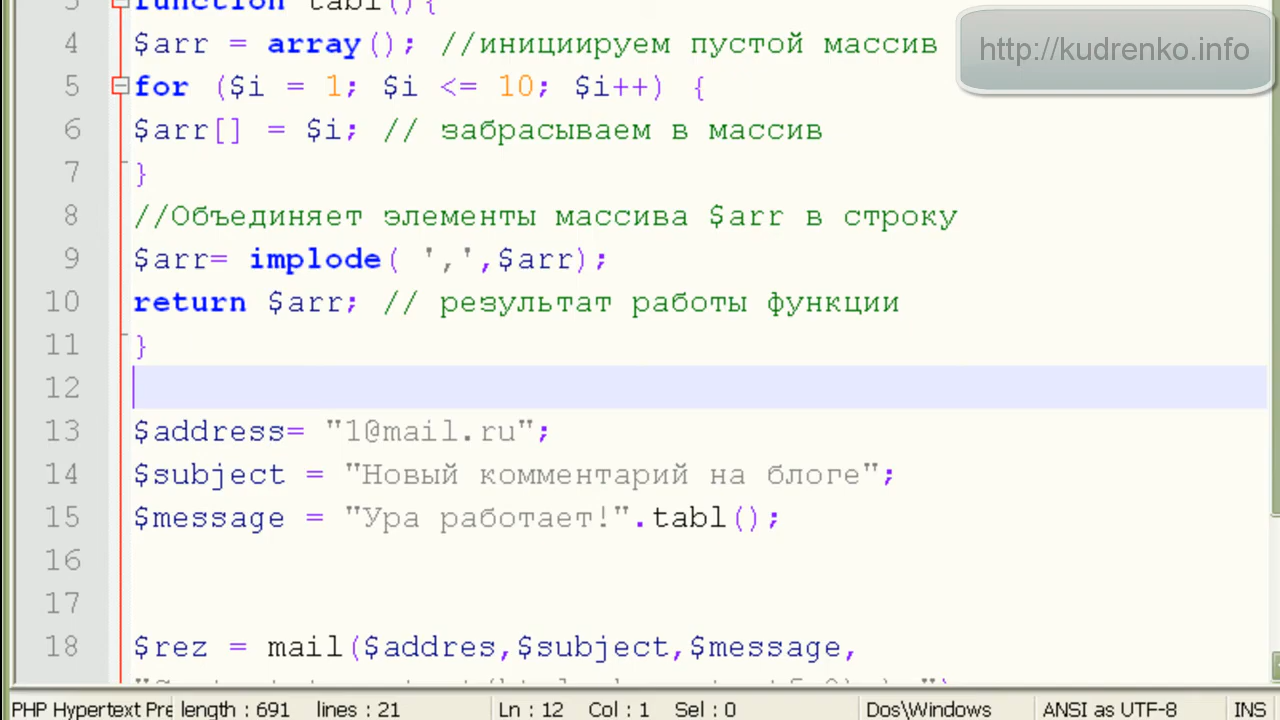 function tabl(){
http://kudrenko.info
4 $arr = array(); //инициируем пустой массив
5 for ($i = 1; $i <= 10; $i++) {
6 $arr[] = $i; // забрасываем в массив
7 }
8 //Объединяет элементы массива $arr в строку
9 $arr= implode( ',',$arr);
10 return $arr; // результат работы функции
11 }
12
13 $address= "1@mail.ru";
14 $subject = "Новый комментарий на блоге";
15 $message = "Ура работает!".tabl();
16
17
18 $rez = mail($addres,$subject,$message,
PHP Hypertext Pre length : 691 lines : 21 Ln : 12 Col : 1 Sel : 0 Dos\Windows ANSI as UTF-8 INS